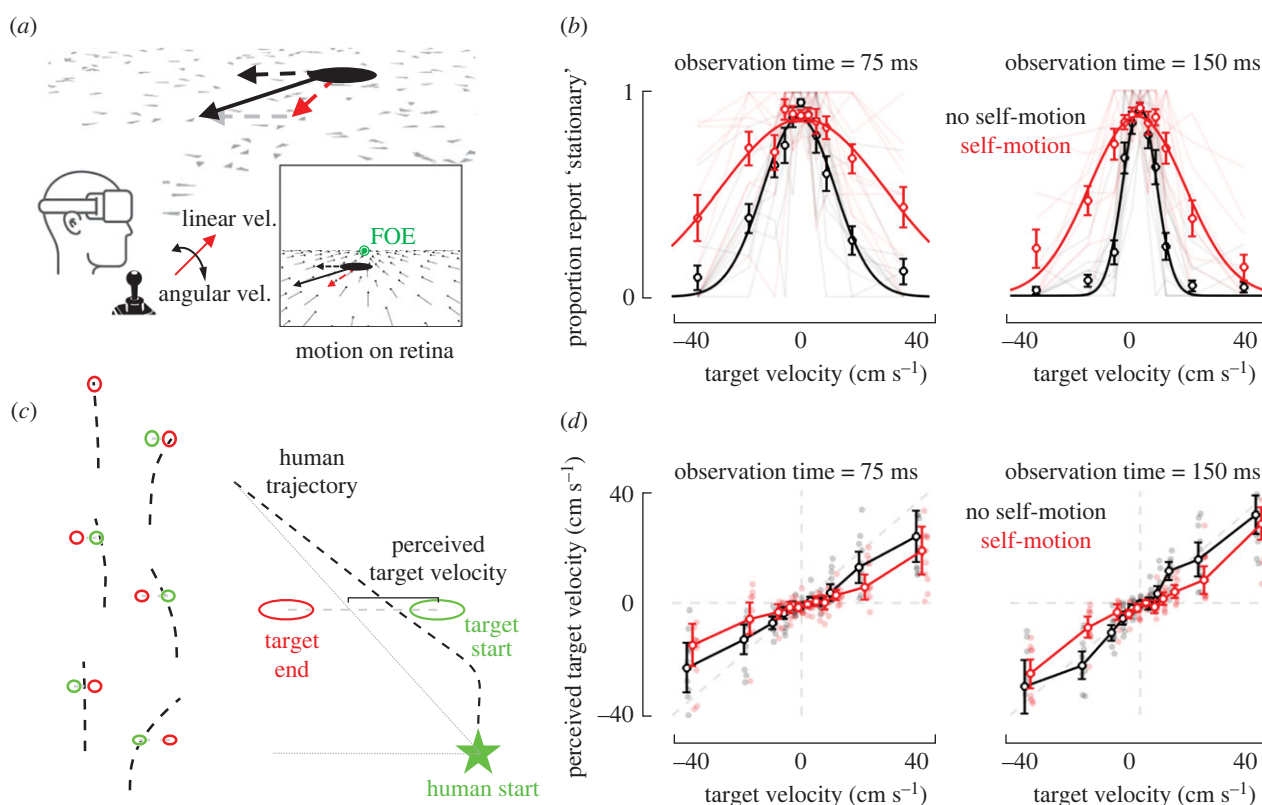 (a)
linear vel.
angular vel.
FOE
motion on retina
(b)
observation time = 75 ms
observation time = 150 ms
no self-motion
self-motion
proportion report 'stationary'
1
0
–40
0
40
target velocity (cm s–1)
–40
0
40
target velocity (cm s–1)
(c)
human
trajectory
perceived
target velocity
target
end
target
start
human start
(d)
observation time = 75 ms
observation time = 150 ms
no self-motion
self-motion
perceived target velocity (cm s–1)
40
0
–40
–40
0
40
target velocity (cm s–1)
–40
0
40
target velocity (cm s–1)